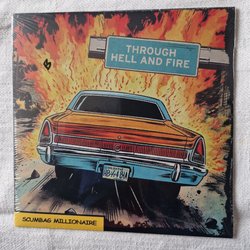 THROUGH
HELL AND FIRE
SCUMBAG MILLIONAIRE